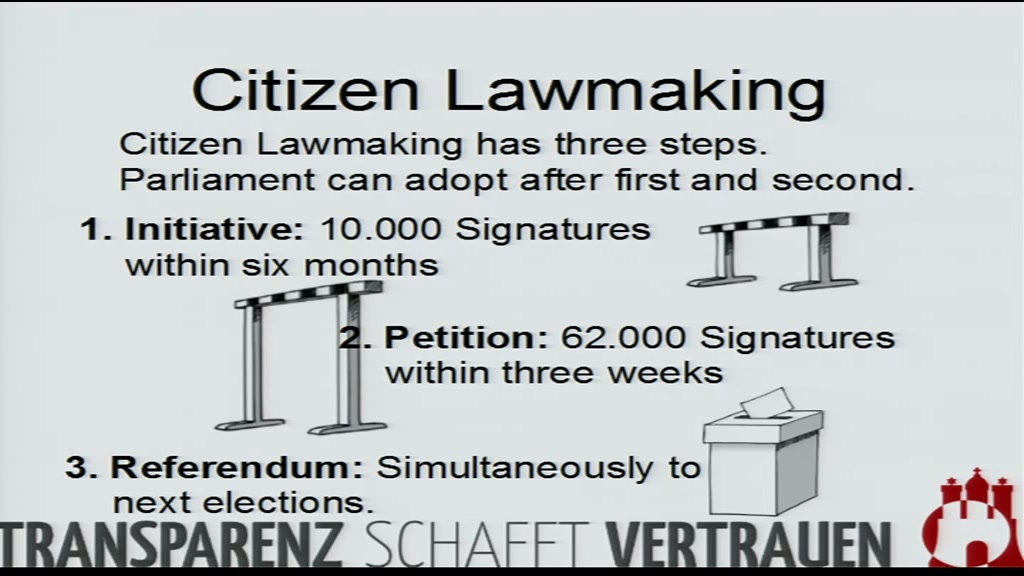 Citizen Lawmaking
Citizen Lawmaking has three steps.
Parliament can adopt after first and second.
1. Initiative: 10.000 Signatures
within six months
2. Petition: 62.000 Signatures
within three weeks
3. Referendum: Simultaneously to
next elections.
TRANSPARENZ SCHAFFT VERTRAUEN